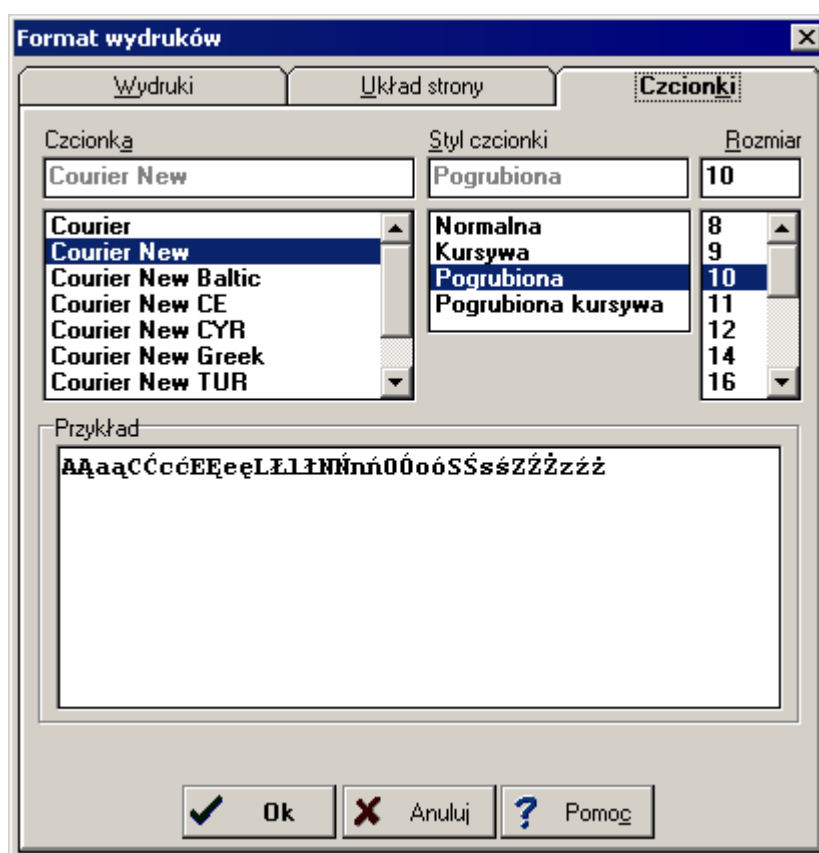 Format wydruków
Wydruki
Układ strony
Czcionki
Czcionka
Styl czcionki
Rozmiar
Courier New
Pogrubiona
10
Courier
Courier New
Courier New Baltic
Courier New CE
Courier New CYR
Courier New Greek
Courier New TUR
Normalna
Kursywa
Pogrubiona
Pogrubiona kursywa
8
9
10
11
12
14
16
Przykład
AĄaąCĆcćEĘeęLŁlłNŃnńOÓoóSŚsśZŹŻzźż
Ok
Anuluj
Pomoc